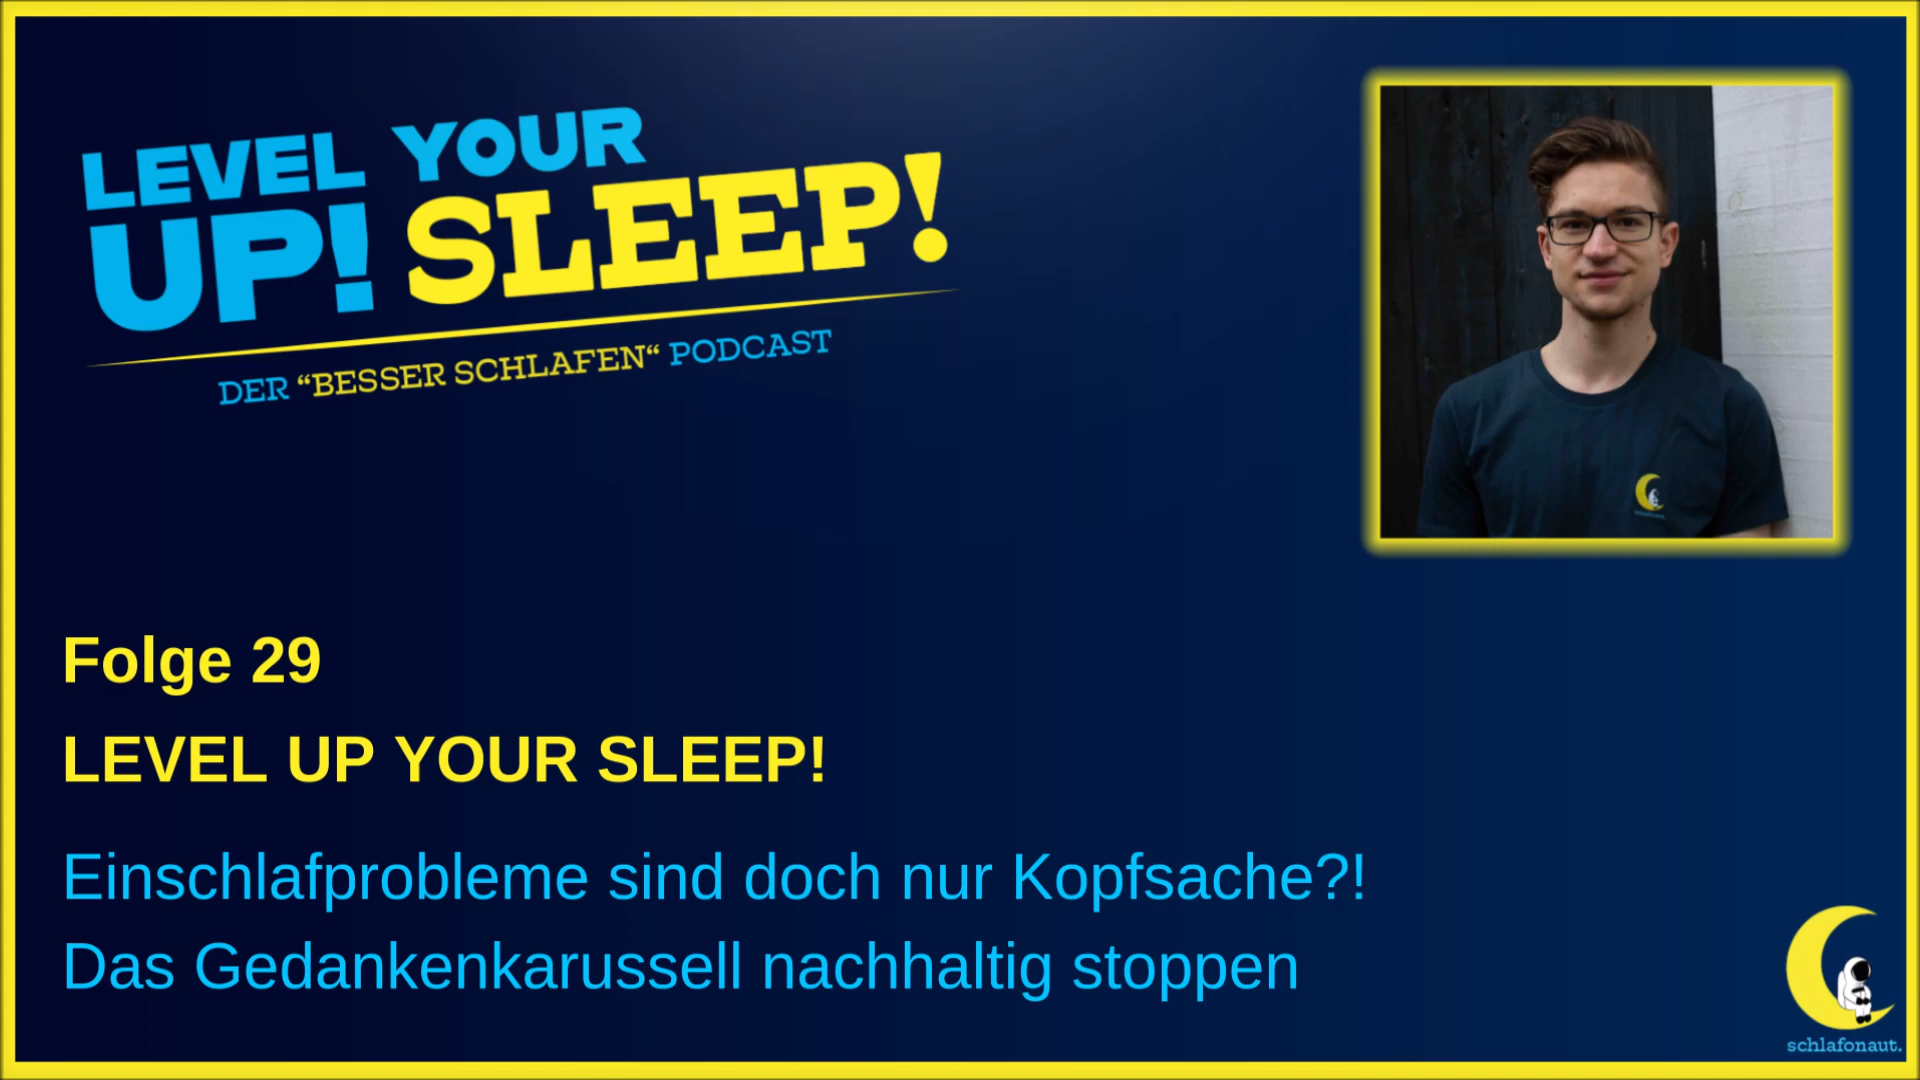 LEVEL YOUR
UP! SLEEP!
DER “BESSER SCHLAFEN“ PODCAST
Folge 29
LEVEL UP YOUR SLEEP!
Einschlafprobleme sind doch nur Kopfsache?!
Das Gedankenkarussell nachhaltig stoppen
schlafonaut.